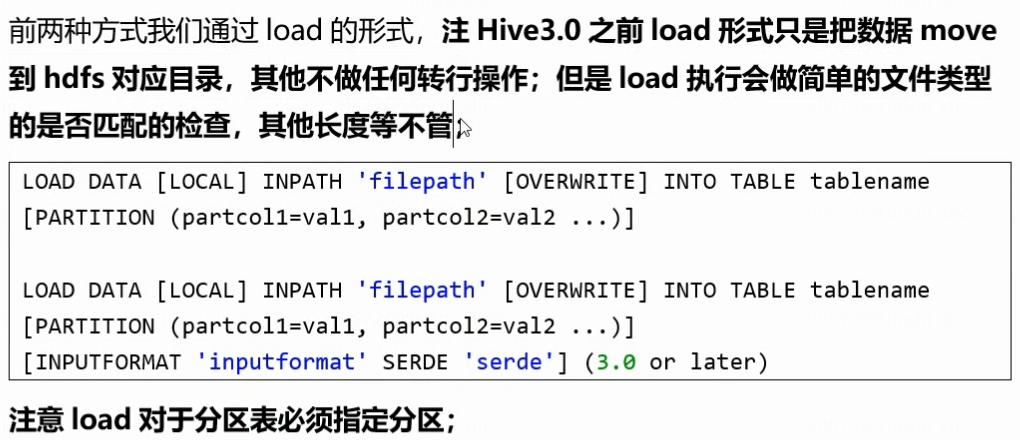 前两种方式我们通过 load 的形式，注 Hive3.0 之前 load 形式只是把数据 move
到 hdfs 对应目录，其他不做任何转行操作；但是 load 执行会做简单的文件类型
的是否匹配的检查，其他长度等不管；
LOAD DATA [LOCAL] INPATH 'filepath' [OVERWRITE] INTO TABLE tablename
[PARTITION (partcol1=val1, partcol2=val2 ...)]
LOAD DATA [LOCAL] INPATH 'filepath' [OVERWRITE] INTO TABLE tablename
[PARTITION (partcol1=val1, partcol2=val2 ...)]
[INPUTFORMAT 'inputformat' SERDE 'serde'] (3.0 or later)
注意 load 对于分区表必须指定分区；